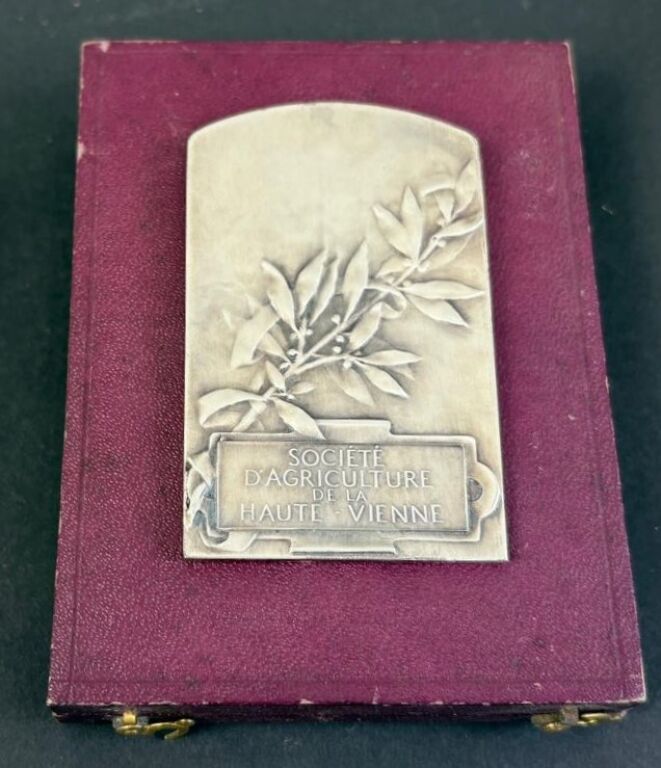 SOCIÉTÉ
D'AGRICULTURE
DE LA
HAUTE-VIENNE